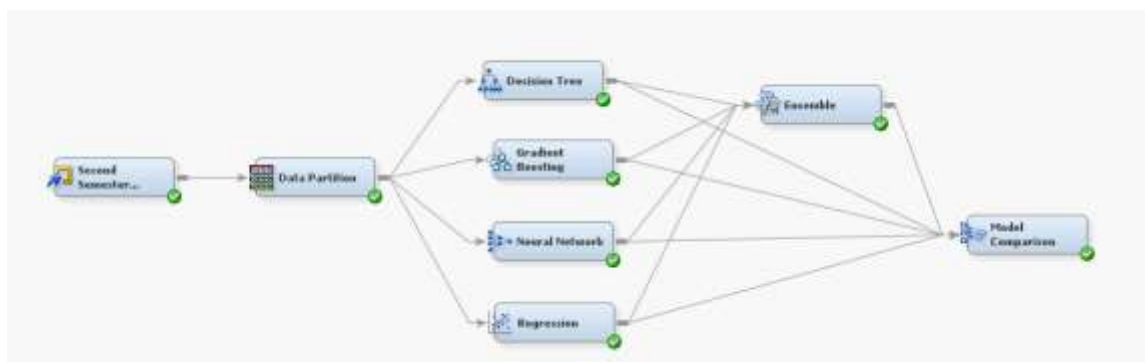 Second
Semester...
Data Partition
Decision Tree
Gradient
Boosting
Neural Network
Regression
Ensemble
Model
Comparison